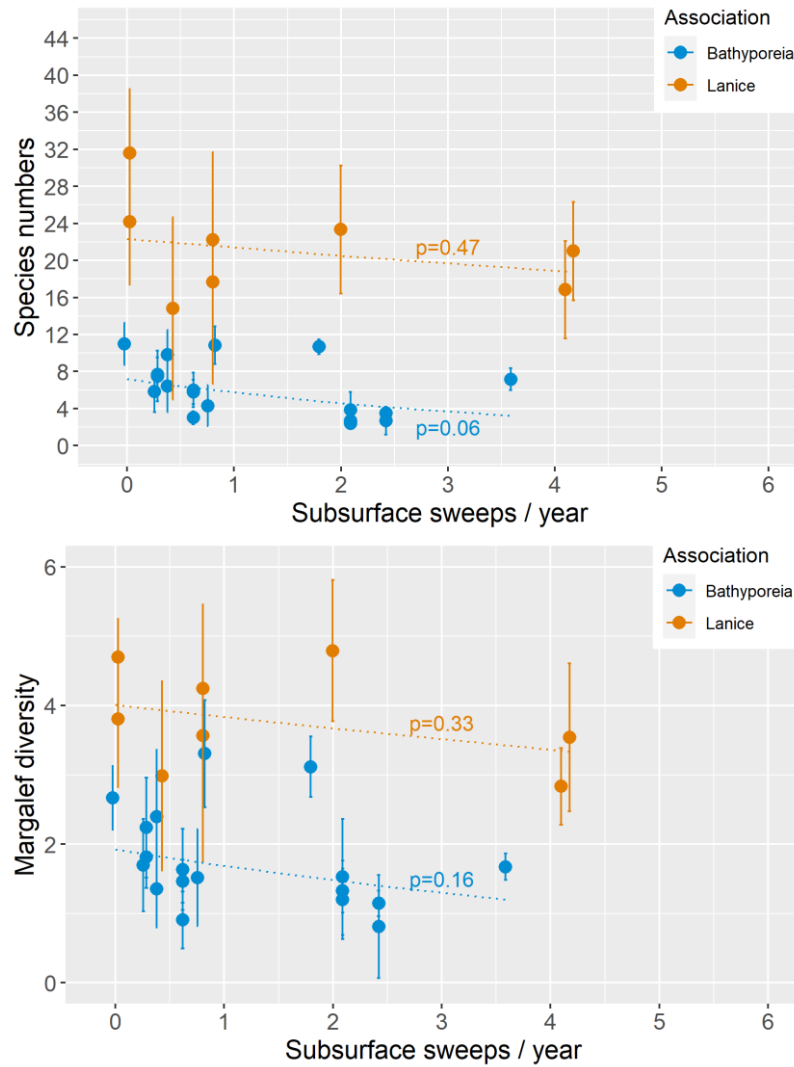 Association
Bathyporeia
Lanice
44
40
36
32
28
24
20
16
12
8
4
0
Species numbers
p=0.47
p=0.06
0 1 2 3 4 5 6
Subsurface sweeps / year
Association
Bathyporeia
Lanice
6
4
2
0
Margalef diversity
p=0.33
p=0.16
0 1 2 3 4 5 6
Subsurface sweeps / year